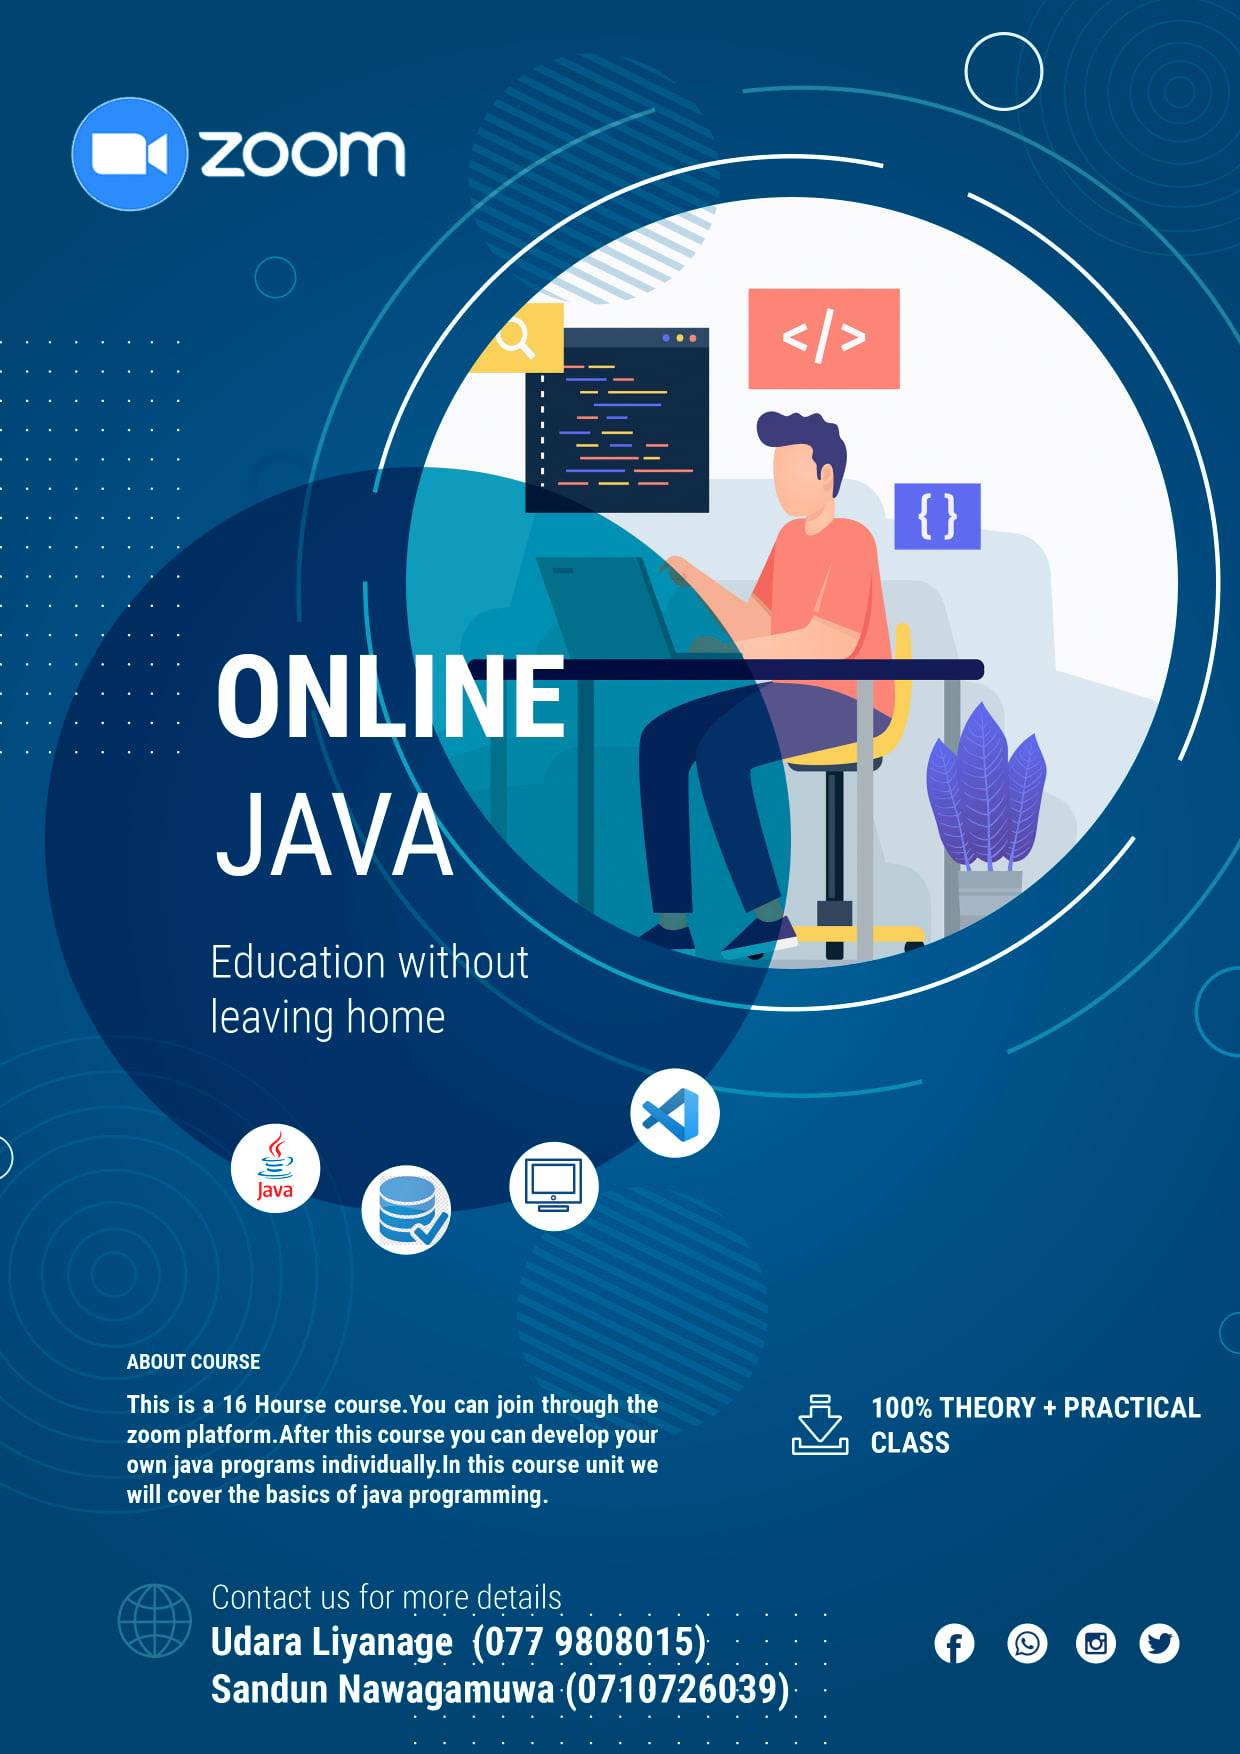 zoom
</>
{ }
ONLINE
JAVA
Education without
leaving home
Java
ABOUT COURSE
This is a 16 Hourse course.You can join through the
zoom platform.After this course you can develop your
own java programs individually.In this course unit we
will cover the basics of java programming.
100% THEORY + PRACTICAL
CLASS
Contact us for more details
Udara Liyanage (077 9808015)
Sandun Nawagamuwa (0710726039)